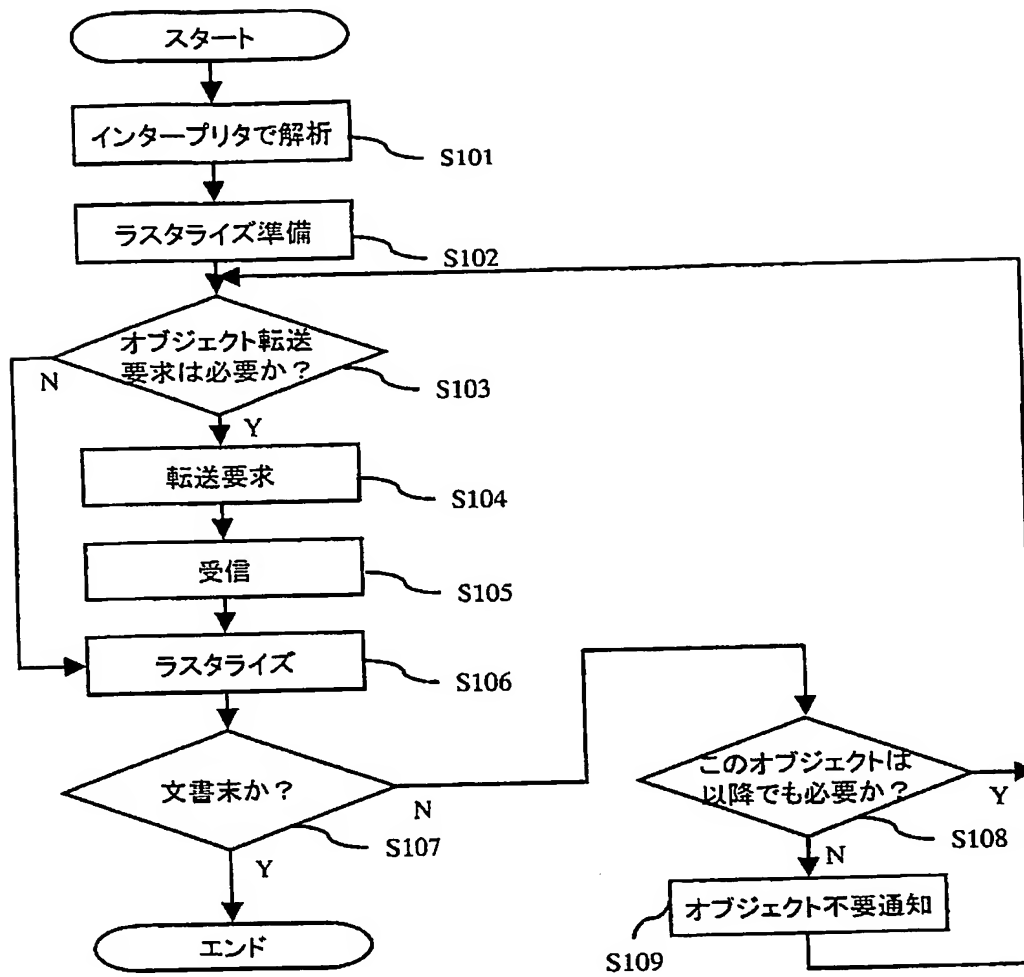 スタート
インタープリタで解析
S101
ラスタライズ準備
S102
オブジェクト転送
要求は必要か？
N
S103
Y
転送要求
S104
受信
S105
ラスタライズ
S106
文書末か？
N
S107
Y
エンド
このオブジェクトは
以降でも必要か？
Y
S108
N
オブジェクト不要通知
S109